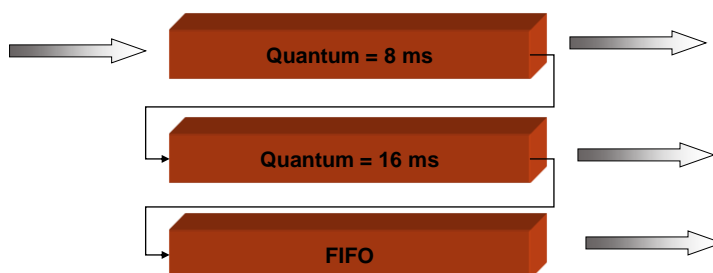 Quantum = 8 ms
Quantum = 16 ms
FIFO